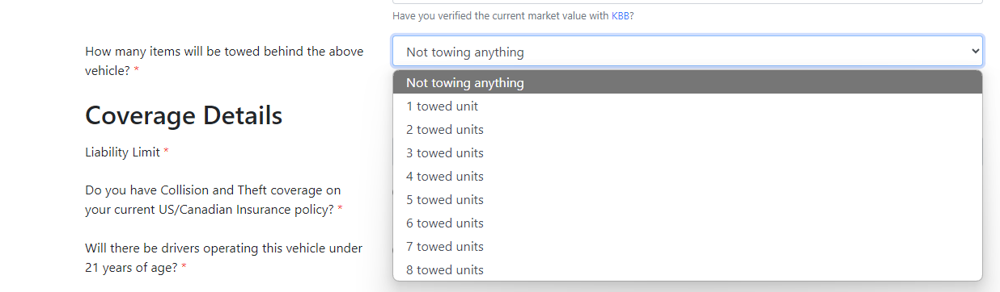 Have you verified the current market value with KBB?
How many items will be towed behind the above
vehicle? *
Not towing anything
Not towing anything
1 towed unit
2 towed units
3 towed units
4 towed units
5 towed units
6 towed units
7 towed units
8 towed units
Coverage Details
Liability Limit *
Do you have Collision and Theft coverage on
your current US/Canadian Insurance policy? *
Will there be drivers operating this vehicle under
21 years of age? *